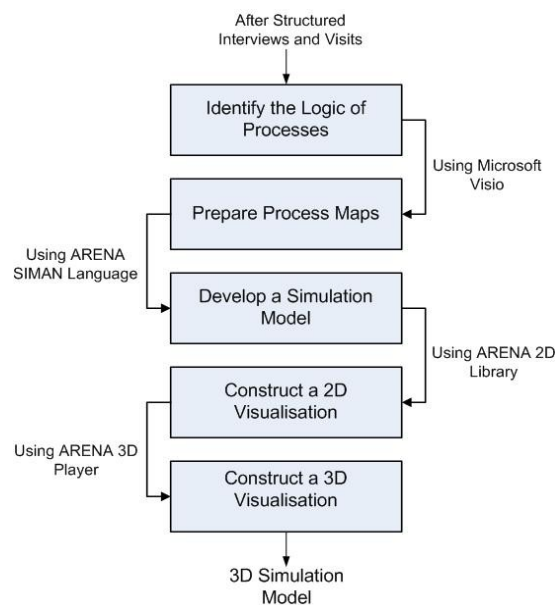 After Structured
Interviews and Visits
Identify the Logic of
Processes
Using Microsoft
Visio
Prepare Process Maps
Using ARENA
SIMAN Language
Develop a Simulation
Model
Using ARENA 2D
Library
Construct a 2D
Visualisation
Using ARENA 3D
Player
Construct a 3D
Visualisation
3D Simulation
Model